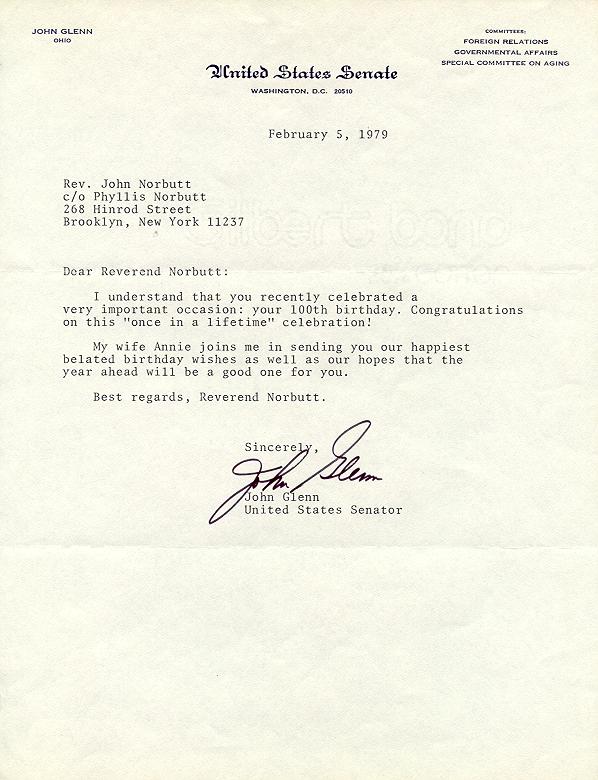 JOHN GLENN
OHIO
COMMITTEES:
FOREIGN RELATIONS
GOVERNMENTAL AFFAIRS
SPECIAL COMMITTEE ON AGING
United States Senate
WASHINGTON, D.C. 20510
February 5, 1979
Rev. John Norbutt
c/o Phyllis Norbutt
268 Hinrod Street
Brooklyn, New York 11237
Dear Reverend Norbutt:
I understand that you recently celebrated a
very important occasion: your 100th birthday. Congratulations
on this "once in a lifetime" celebration!
My wife Annie joins me in sending you our happiest
belated birthday wishes as well as our hopes that the
year ahead will be a good one for you.
Best regards, Reverend Norbutt.
Sincerely,
John Glenn
John Glenn
United States Senator